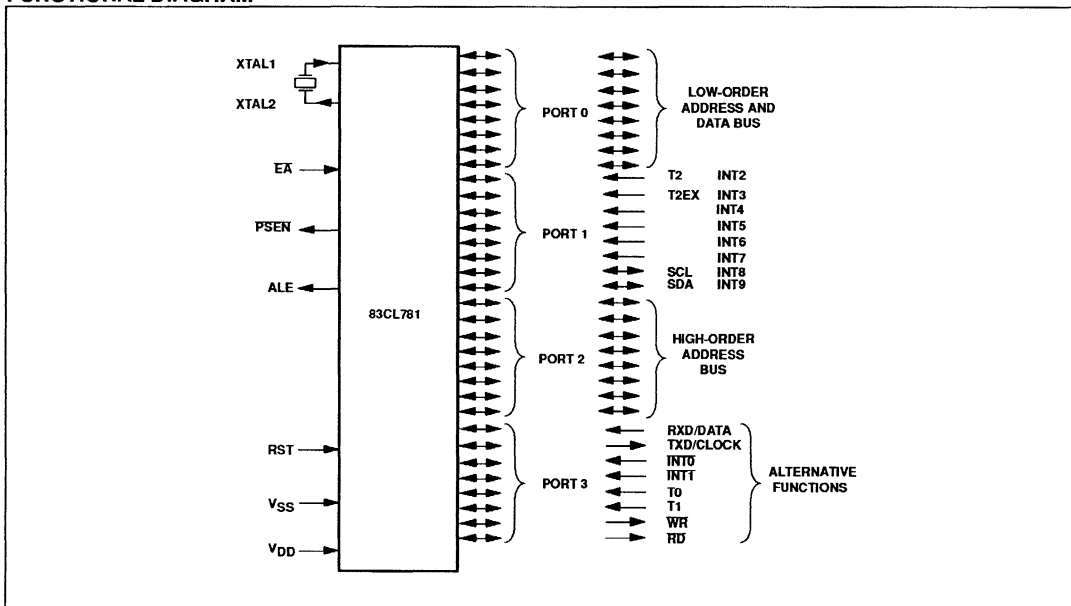 FUNCTIONAL DIAGRAM
XTAL1
XTAL2
EA
PSEN
ALE
RST
VSS
VDD
83CL781
PORT 0
PORT 1
PORT 2
PORT 3
LOW-ORDER
ADDRESS AND
DATA BUS
T2 INT2
T2EX INT3
INT4
INT5
INT6
INT7
SCL INT8
SDA INT9
HIGH-ORDER
ADDRESS
BUS
RXD/DATA
TXD/CLOCK
INT0
INT1
T0
T1
WR
RD
ALTERNATIVE
FUNCTIONS